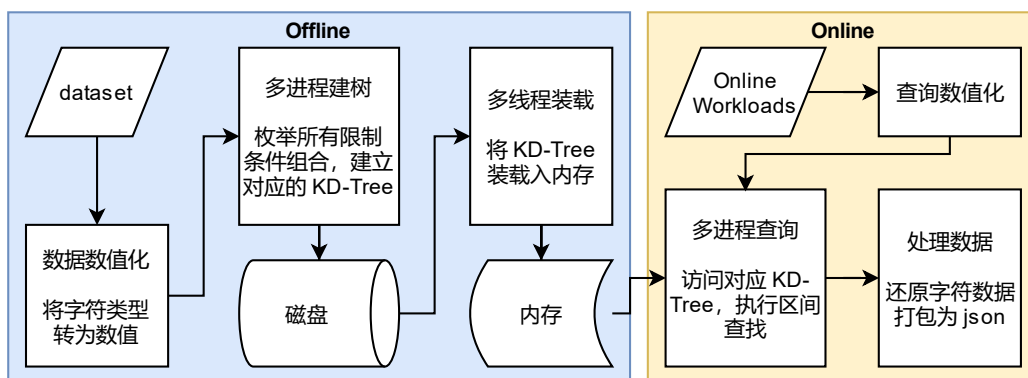 Offline
dataset
数据数值化
将字符类型
转为数值
多进程建树
枚举所有限制
条件组合，建立
对应的 KD-Tree
磁盘
多线程装载
将 KD-Tree
装载入内存
内存
Online
Online
Workloads
查询数值化
多进程查询
访问对应 KD-
Tree，执行区间
查找
处理数据
还原字符数据
打包为 json